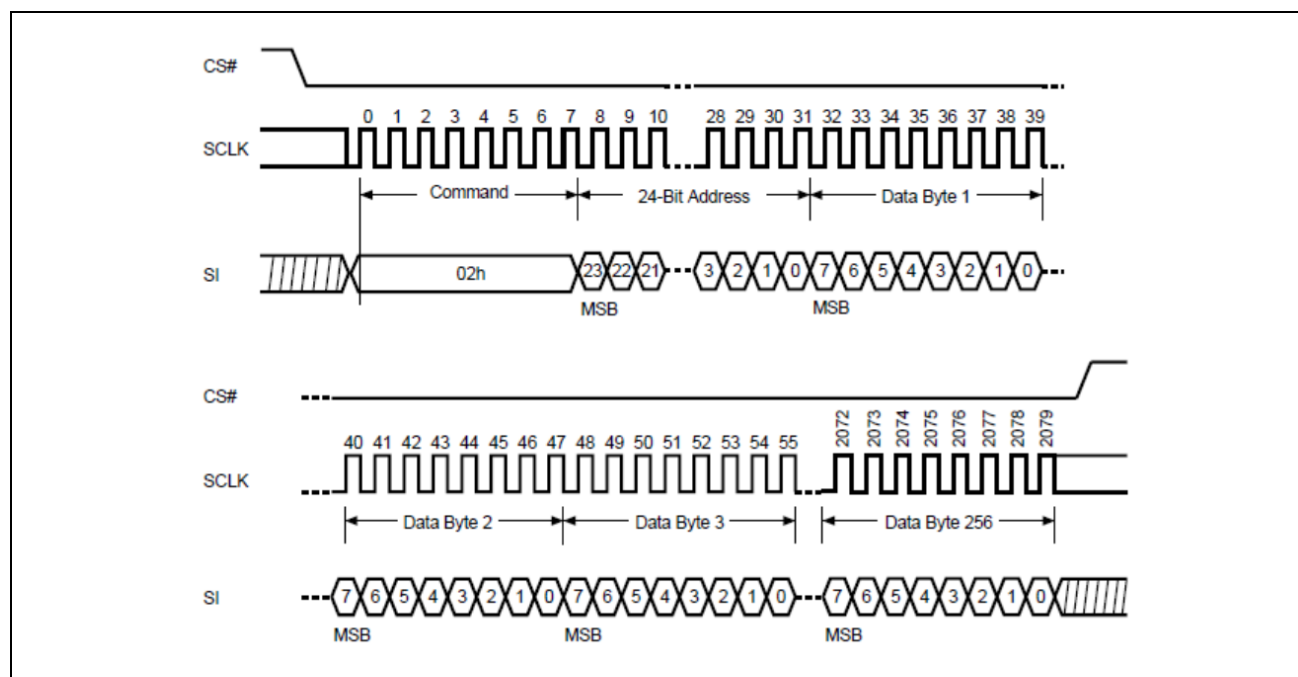 CS#
0 1 2 3 4 5 6 7 8 9 10 28 29 30 31 32 33 34 35 36 37 38 39
SCLK
Command 24-Bit Address Data Byte 1
SI 02h 23 22 21 3 2 1 0 7 6 5 4 3 2 1 0
MSB MSB
CS#
40 41 42 43 44 45 46 47 48 49 50 51 52 53 54 55 2072 2073 2074 2075 2076 2077 2078 2079
SCLK
Data Byte 2 Data Byte 3 Data Byte 256
SI 7 6 5 4 3 2 1 0 7 6 5 4 3 2 1 0 7 6 5 4 3 2 1 0
MSB MSB MSB